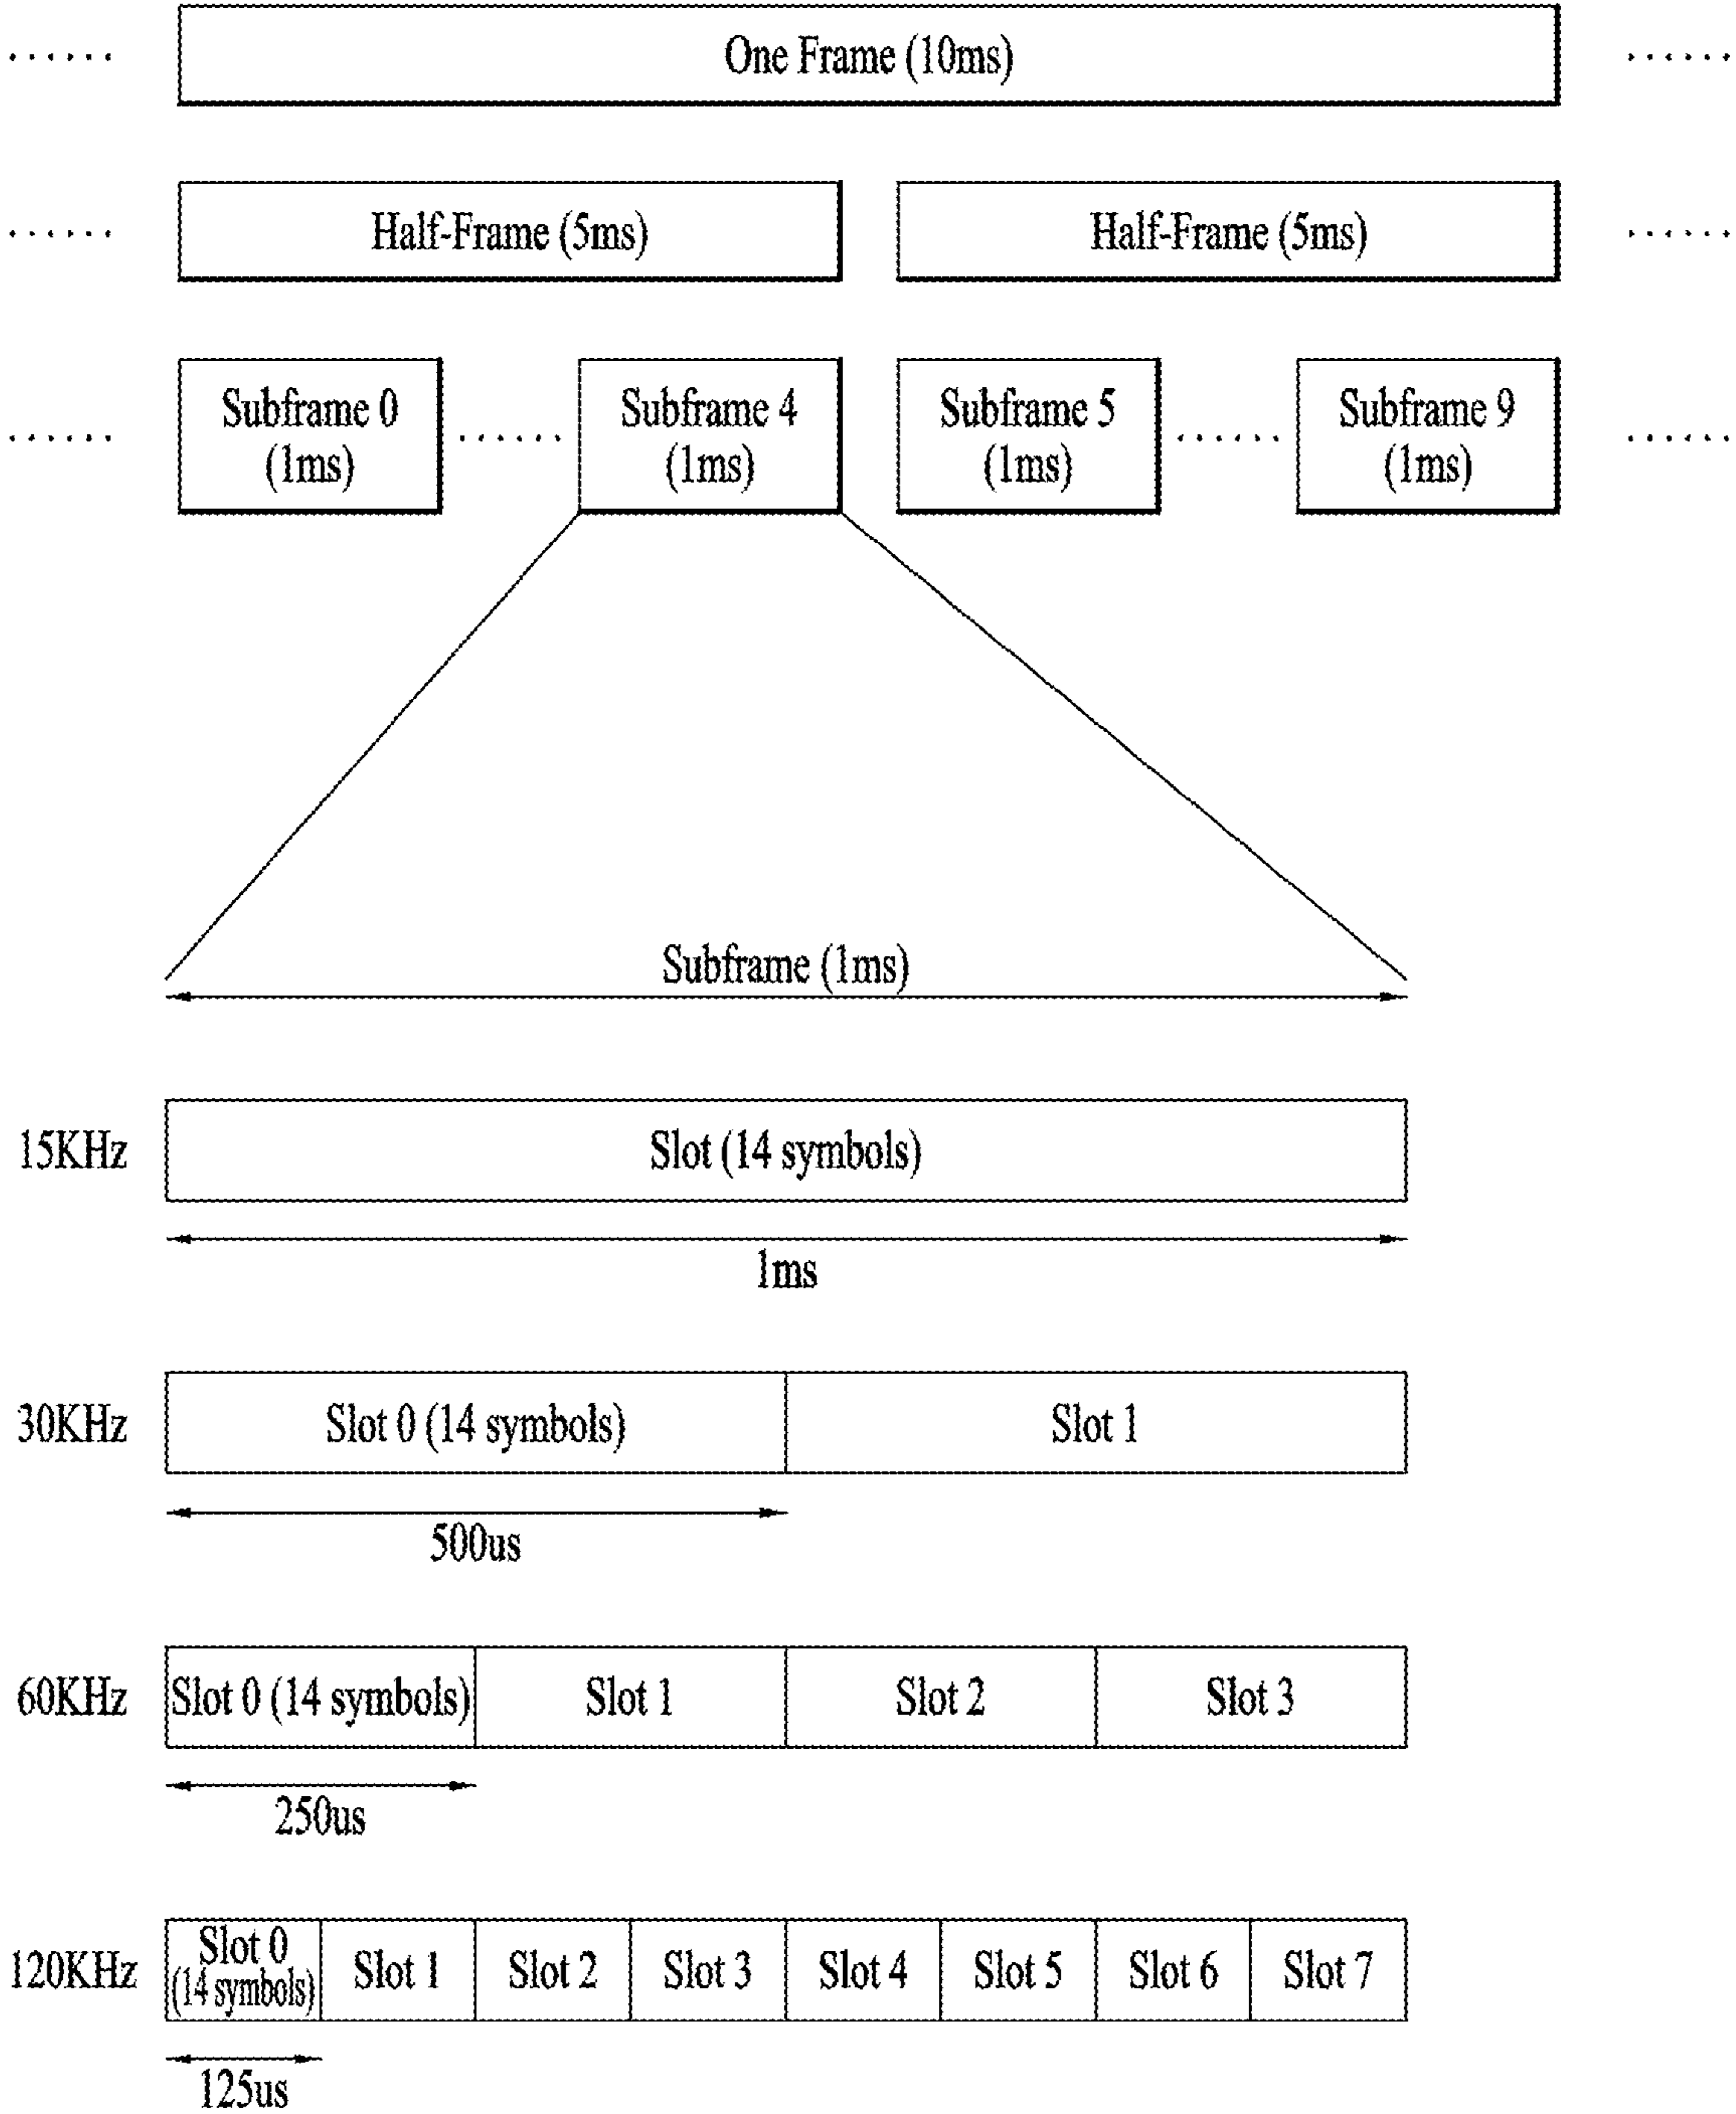 ...... One Frame (10ms) ......
...... Half-Frame (5ms) Half-Frame (5ms) ......
Subframe 0 Subframe 4 Subframe 5 Subframe 9
...... (1ms) ...... (1ms) (1ms) ...... (1ms) ......
Subframe (1ms)
15KHz Slot (14 symbols)
1ms
30KHz Slot 0 (14 symbols) Slot 1
500us
60KHz Slot 0 (14 symbols) Slot 1 Slot 2 Slot 3
250us
120KHz Slot 0 (14 symbols) Slot 1 Slot 2 Slot 3 Slot 4 Slot 5 Slot 6 Slot 7
125us